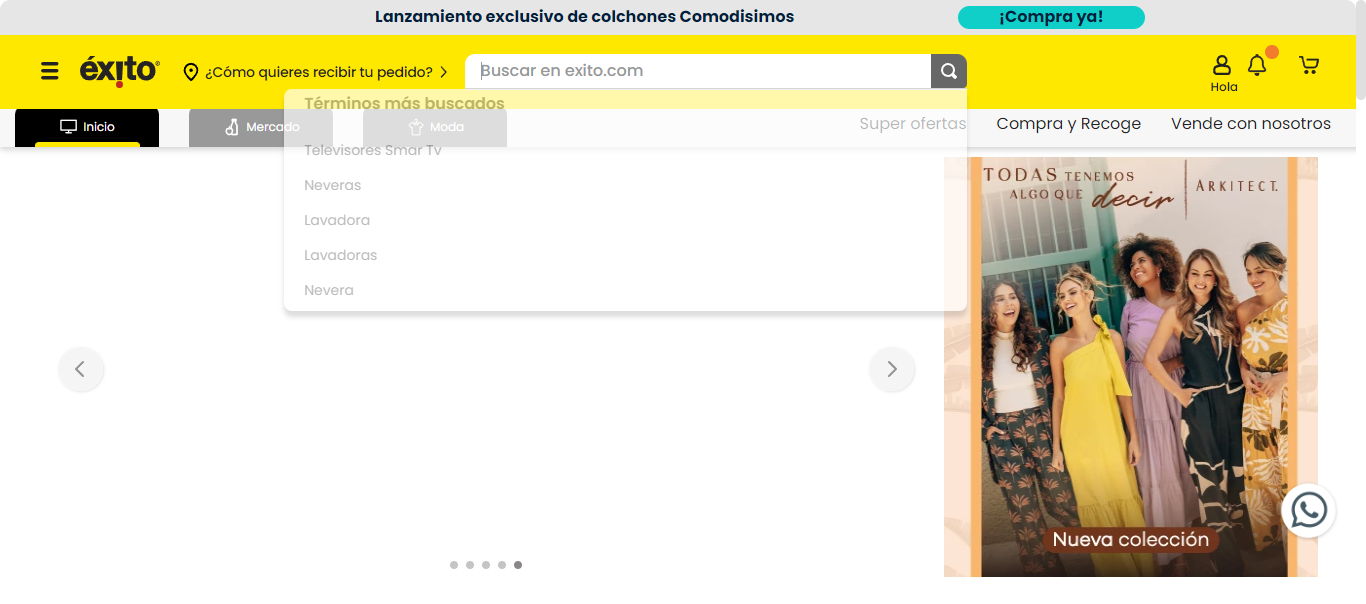 Lanzamiento exclusivo de colchones Comodisimos
¡Compra ya!
éxito
¿Cómo quieres recibir tu pedido?
Buscar en exito.com
Hola
Términos más buscados
Inicio
Mercado
Moda
Super ofertas
Compra y Recoge
Vende con nosotros
Televisores Smar Tv
Neveras
Lavadora
Lavadoras
Nevera
TODAS TENEMOS
ALGO QUE decir
ARKITECT.
Nueva colección